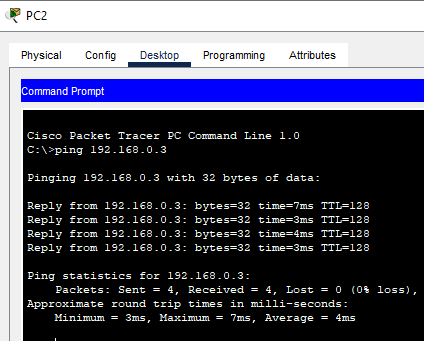 PC2
Physical Config Desktop Programming Attributes
Command Prompt
Cisco Packet Tracer PC Command Line 1.0
C:\>ping 192.168.0.3
Pinging 192.168.0.3 with 32 bytes of data:
Reply from 192.168.0.3: bytes=32 time=7ms TTL=128
Reply from 192.168.0.3: bytes=32 time=3ms TTL=128
Reply from 192.168.0.3: bytes=32 time=4ms TTL=128
Reply from 192.168.0.3: bytes=32 time=3ms TTL=128
Ping statistics for 192.168.0.3:
Packets: Sent = 4, Received = 4, Lost = 0 (0% loss),
Approximate round trip times in milli-seconds:
Minimum = 3ms, Maximum = 7ms, Average = 4ms